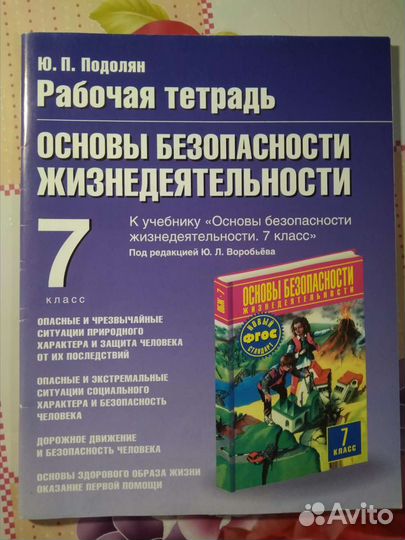 Ю. П. Подолян
Рабочая тетрадь
ОСНОВЫ БЕЗОПАСНОСТИ
ЖИЗНЕДЕЯТЕЛЬНОСТИ
7
КЛАСС
К учебнику «Основы безопасности
жизнедеятельности. 7 класс»
Под редакцией Ю. Л. Воробьёва
ОПАСНЫЕ И ЧРЕЗВЫЧАЙНЫЕ
СИТУАЦИИ ПРИРОДНОГО
ХАРАКТЕРА И ЗАЩИТА ЧЕЛОВЕКА
ОТ ИХ ПОСЛЕДСТВИЙ
ОПАСНЫЕ И ЭКСТРЕМАЛЬНЫЕ
СИТУАЦИИ СОЦИАЛЬНОГО
ХАРАКТЕРА И БЕЗОПАСНОСТЬ
ЧЕЛОВЕКА
ДОРОЖНОЕ ДВИЖЕНИЕ
И БЕЗОПАСНОСТЬ ЧЕЛОВЕКА
ОСНОВЫ ЗДОРОВОГО ОБРАЗА ЖИЗНИ
ОКАЗАНИЕ ПЕРВОЙ ПОМОЩИ
ОСНОВЫ БЕЗОПАСНОСТИ
ЖИЗНЕДЕЯТЕЛЬНОСТИ
НОВЫЙ
ФГОС
СТАНДАРТ
7
КЛАСС
Avito